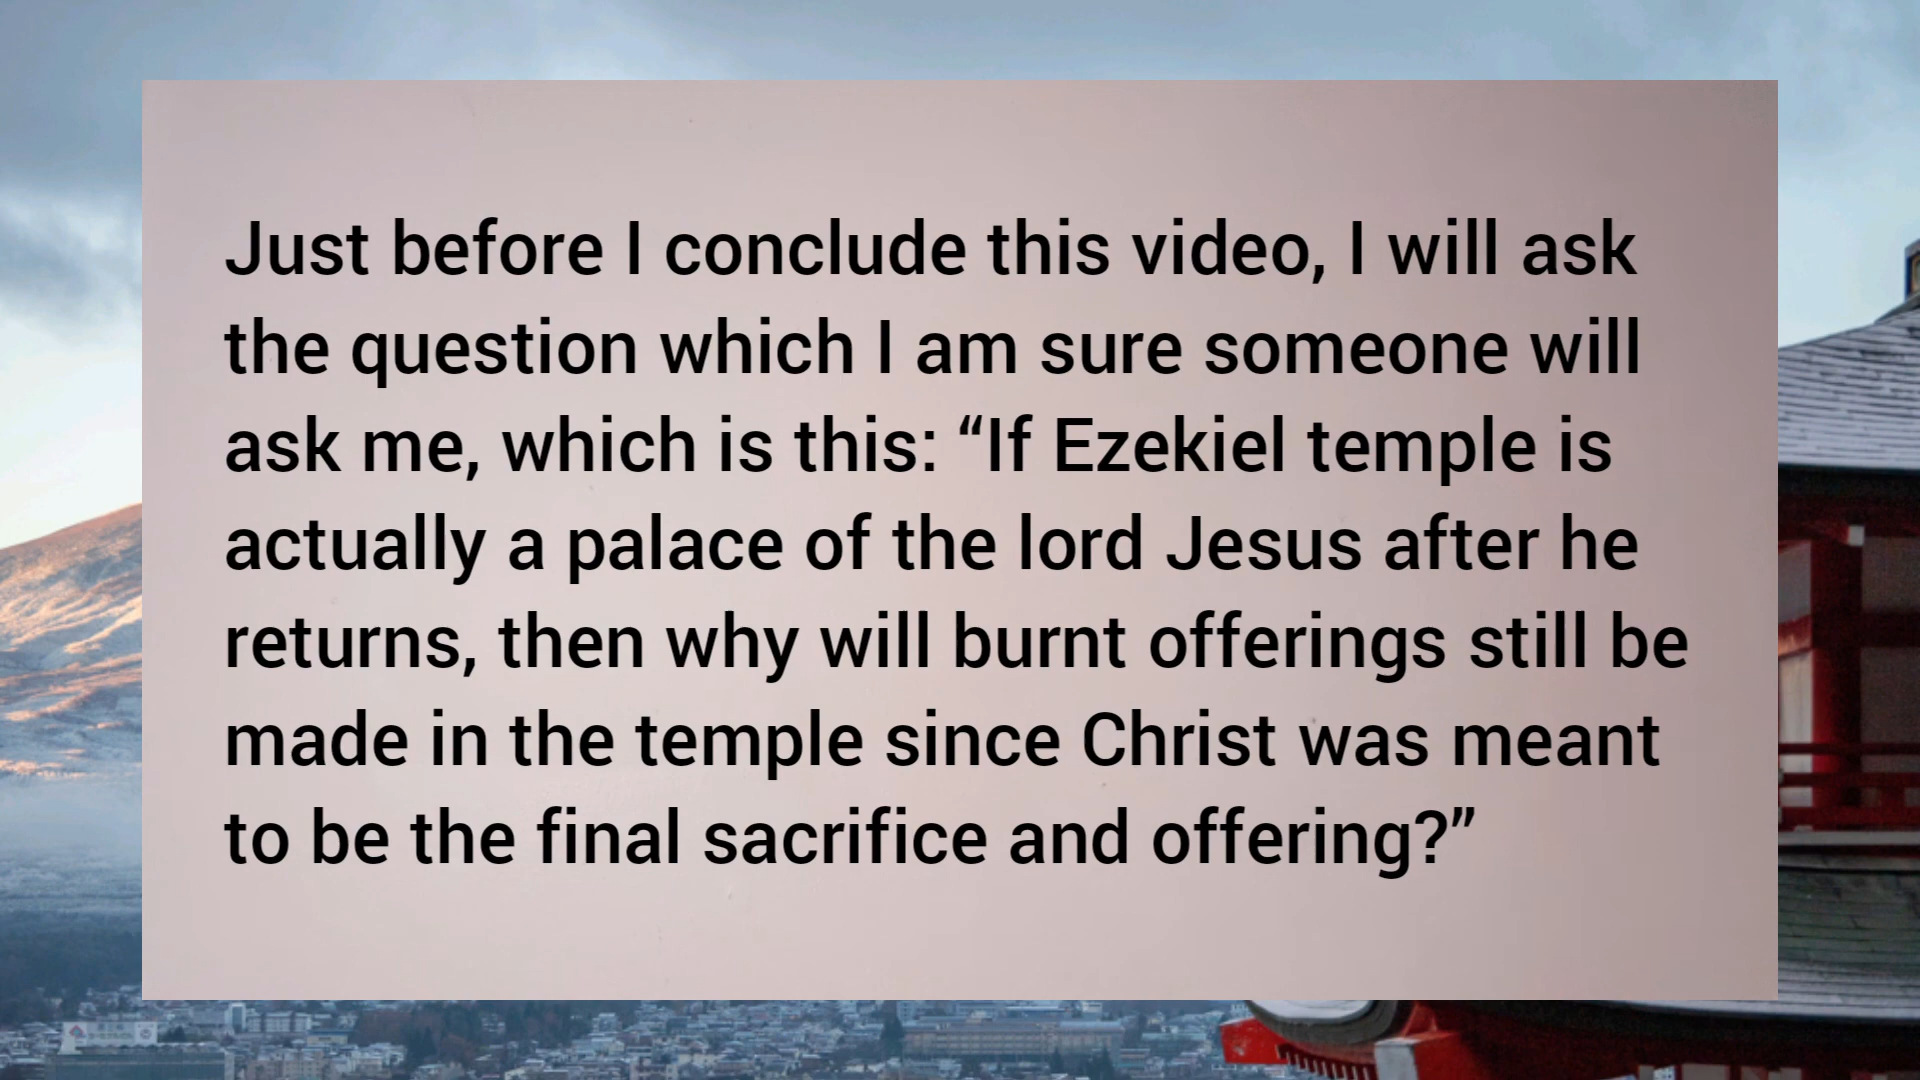 Just before I conclude this video, I will ask
the question which I am sure someone will
ask me, which is this: “If Ezekiel temple is
actually a palace of the lord Jesus after he
returns, then why will burnt offerings still be
made in the temple since Christ was meant
to be the final sacrifice and offering?”